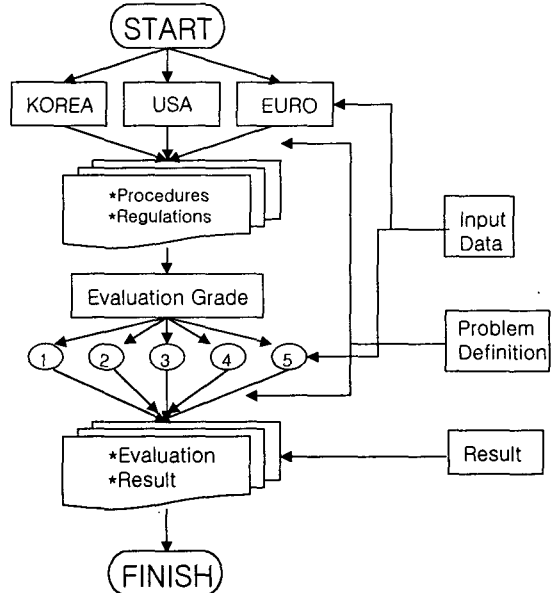 START
KOREA
USA
EURO
*Procedures
*Regulations
Input
Data
Evaluation Grade
Problem
Definition
1
2
3
4
5
*Evaluation
*Result
Result
FINISH